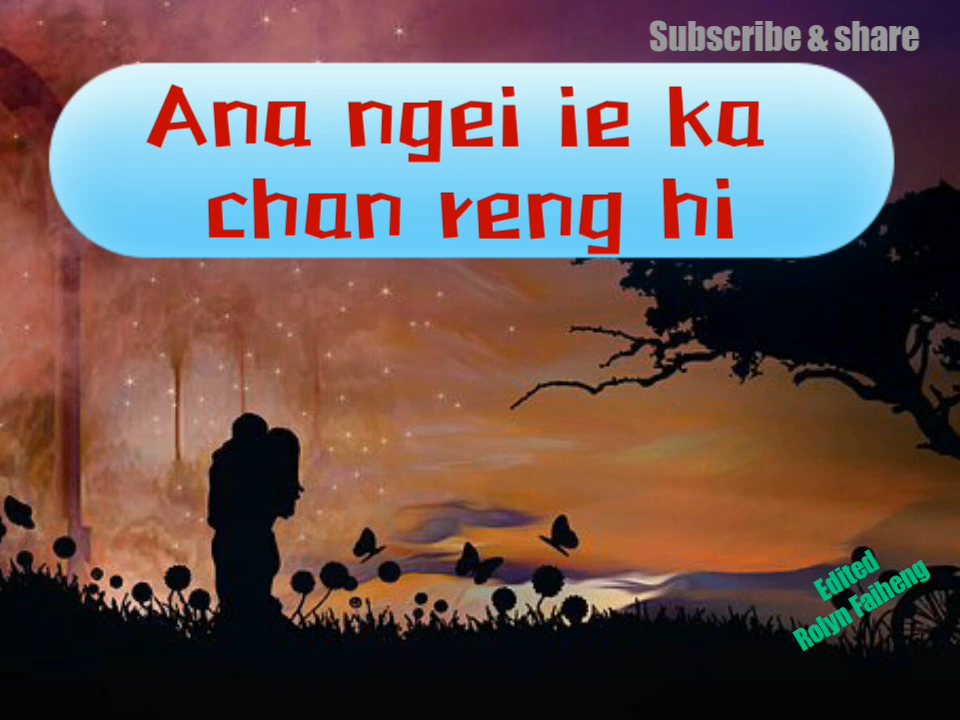 Subscribe & share
Ana ngei ie ka
chan reng hi
Edited
Rolyn Faiheng